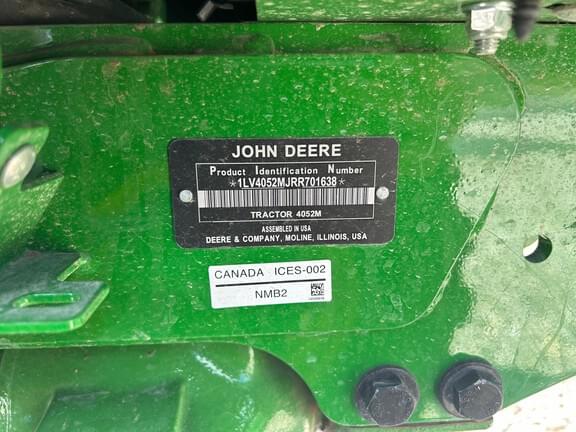 JOHN DEERE
Product Identification Number
*1LV4052MJRR701638*
TRACTOR 4052M
ASSEMBLED IN USA
DEERE & COMPANY, MOLINE, ILLINOIS, USA
CANADA ICES-002
NMB2